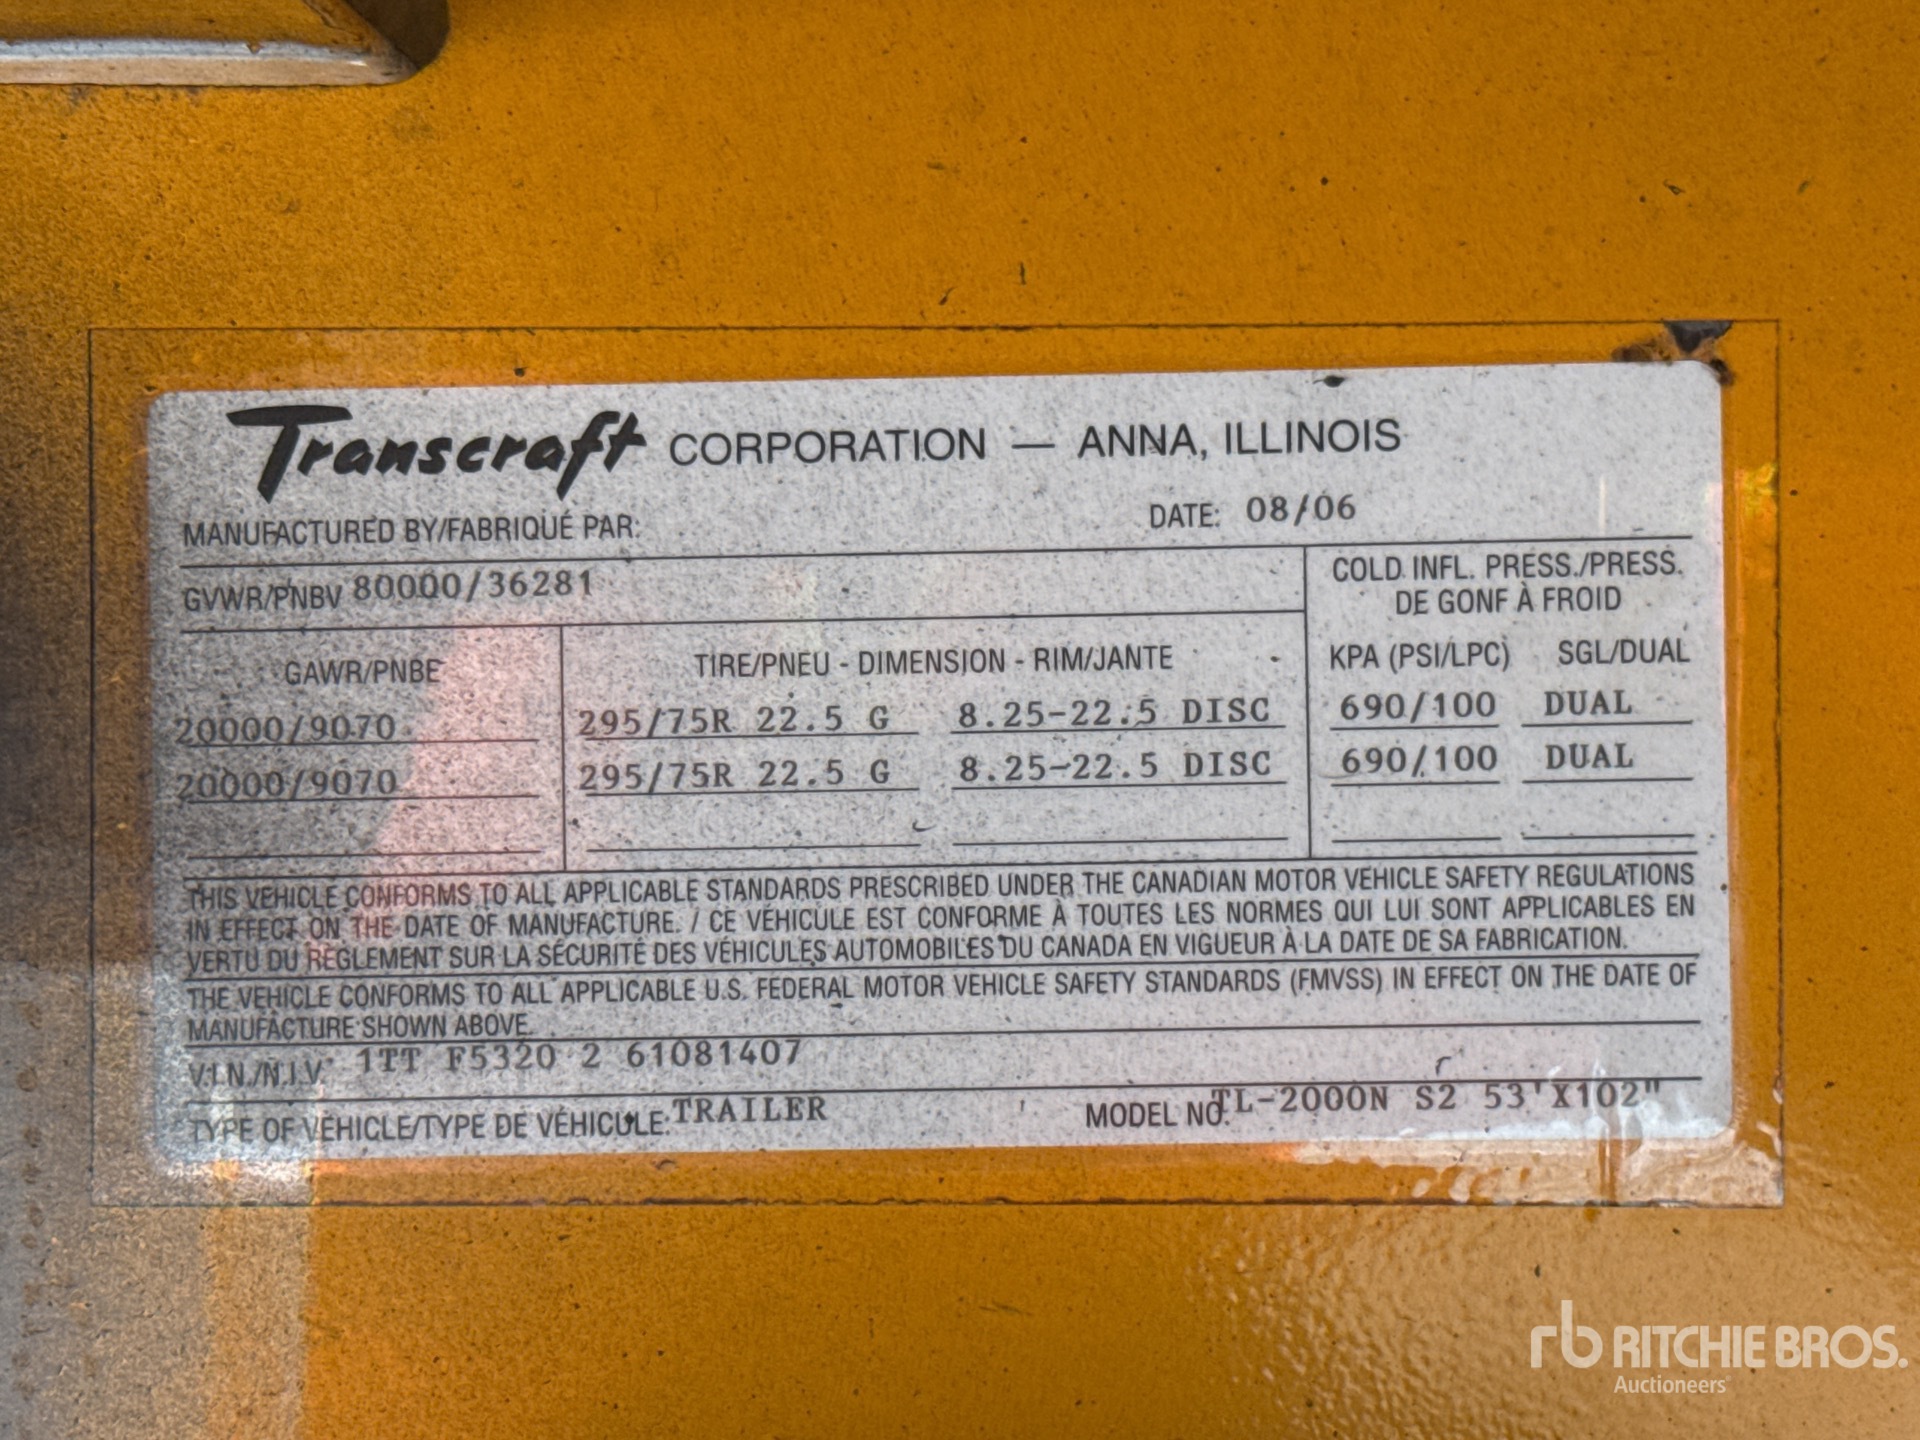 Transcraft CORPORATION — ANNA, ILLINOIS
MANUFACTURED BY/FABRIQUÉ PAR: DATE: 08/06
GVWR/PNBV 80000/36281
COLD INFL. PRESS./PRESS.
DE GONF À FROID
GAWR/PNBE TIRE/PNEU - DIMENSION - RIM/JANTE KPA (PSI/LPC) SGL/DUAL
20000/9070 295/75R 22.5 G 8.25-22.5 DISC 690/100 DUAL
20000/9070 295/75R 22.5 G 8.25-22.5 DISC 690/100 DUAL
THIS VEHICLE CONFORMS TO ALL APPLICABLE STANDARDS PRESCRIBED UNDER THE CANADIAN MOTOR VEHICLE SAFETY REGULATIONS
IN EFFECT ON THE DATE OF MANUFACTURE. / CE VÉHICULE EST CONFORME À TOUTES LES NORMES QUI LUI SONT APPLICABLES EN
VERTU DU RÈGLEMENT SUR LA SÉCURITÉ DES VÉHICULES AUTOMOBILES DU CANADA EN VIGUEUR À LA DATE DE SA FABRICATION.
THE VEHICLE CONFORMS TO ALL APPLICABLE U.S. FEDERAL MOTOR VEHICLE SAFETY STANDARDS (FMVSS) IN EFFECT ON THE DATE OF
MANUFACTURE SHOWN ABOVE.
V.I.N./N.I.V. 1TT F5320 2 61081407
TYPE OF VEHICLE/TYPE DE VÉHICULE: TRAILER MODEL NO. TL-2000N S2 53'X102"
rb RITCHIE BROS.
Auctioneers